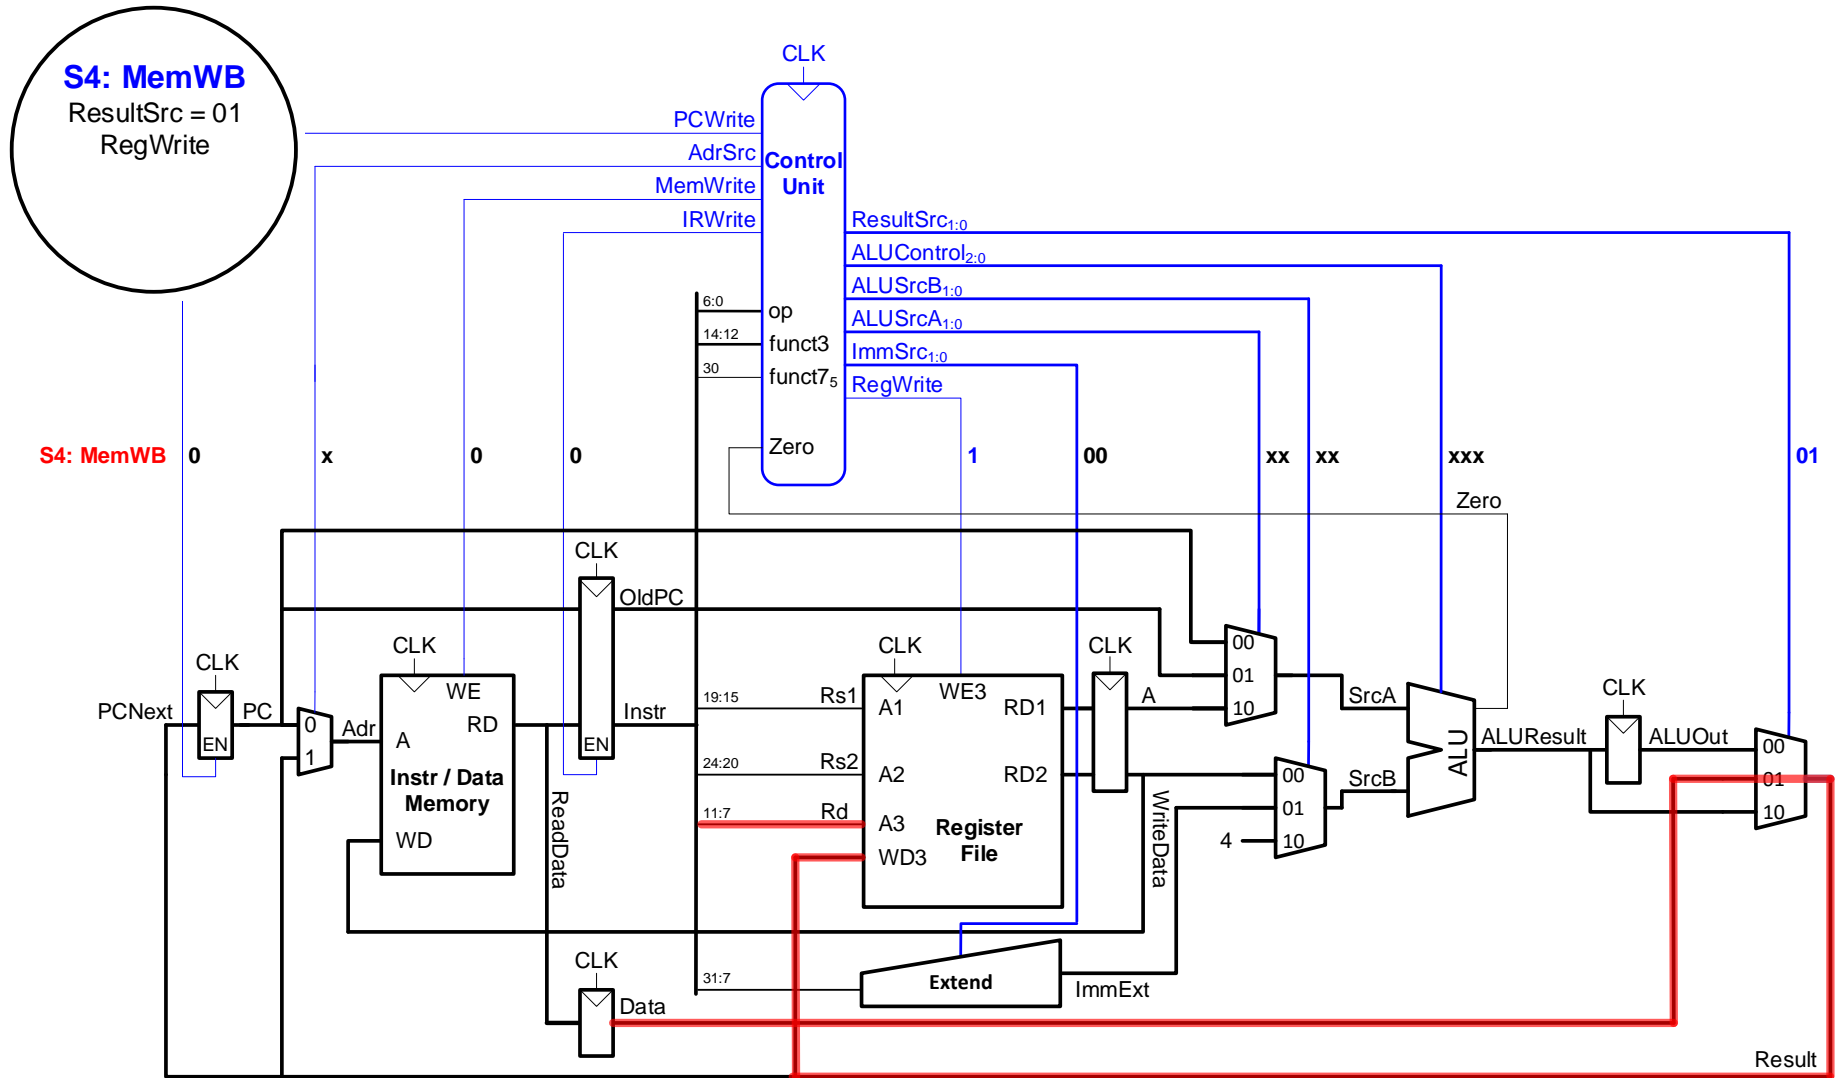 S4: MemWB
ResultSrc = 01
RegWrite
CLK
PCWrite
AdrSrc
MemWrite
IRWrite
Control
Unit
ResultSrc1:0
ALUControl2:0
ALUSrcB1:0
ALUSrcA1:0
ImmSrc1:0
RegWrite
6:0
op
14:12
funct3
30
funct75
Zero
S4: MemWB 0 x 0 0 1 00 xx xx xxx 01
Zero
CLK
OldPC
EN
Instr
CLK
PCNext
EN
PC
0
1
Adr
CLK
WE
RD
A
Instr / Data
Memory
WD
ReadData
19:15 Rs1
24:20 Rs2
11:7 Rd
31:7
CLK
WE3
A1
RD1
A2
RD2
A3
WD3
Register
File
CLK
A
WriteData
00
01
10
SrcA
00
01
10
4
SrcB
ALU
ALUResult
CLK
ALUOut
00
01
10
Extend
ImmExt
CLK
Data
Result